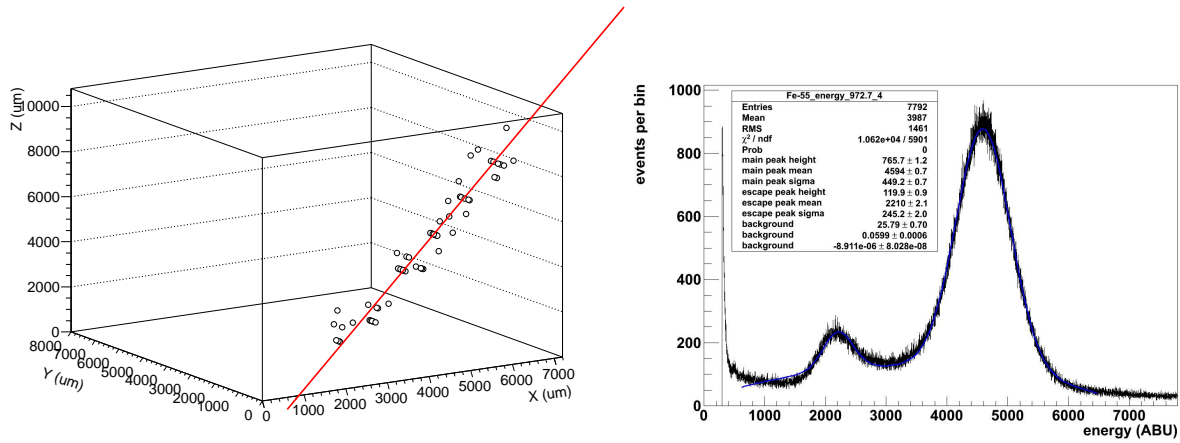 Z (um)
10000
8000
6000
4000
2000
0
8000
7000
6000
5000
4000
3000
2000
1000
0
Y (um)
0
1000
2000
3000
4000
5000
6000
7000
X (um)
events per bin
1000
800
600
400
200
0
Fe-55_energy_972.7_4
Entries 7792
Mean 3987
RMS 1461
χ² / ndf 1.062e+04 / 5901
Prob 0
main peak height 765.7 ± 1.2
main peak mean 4594 ± 0.7
main peak sigma 449.2 ± 0.7
escape peak height 119.9 ± 0.9
escape peak mean 2210 ± 2.1
escape peak sigma 245.2 ± 2.0
background 25.79 ± 0.70
background 0.0599 ± 0.0006
background -8.911e-06 ± 8.028e-08
0 1000 2000 3000 4000 5000 6000 7000
energy (ABU)